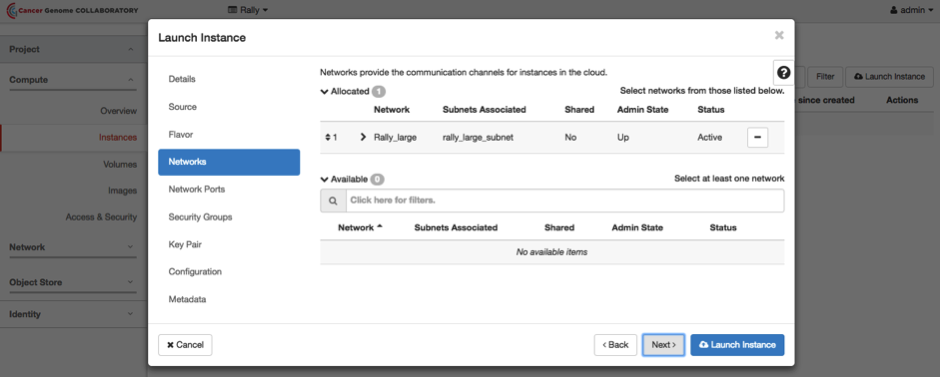 Cancer Genome COLLABORATORY
Rally
admin
Project
Compute
Overview
Instances
Volumes
Images
Access & Security
Network
Object Store
Identity
Filter
Launch Instance
since created
Actions
Launch Instance
×
Details
Source
Flavor
Networks
Network Ports
Security Groups
Key Pair
Configuration
Metadata
?
Networks provide the communication channels for instances in the cloud.
Allocated 1
Select networks from those listed below.
Network Subnets Associated Shared Admin State Status
1 > Rally_large rally_large_subnet No Up Active −
Available 0
Select at least one network
Click here for filters.
Network Subnets Associated Shared Admin State Status
No available items
× Cancel
< Back
Next >
Launch Instance